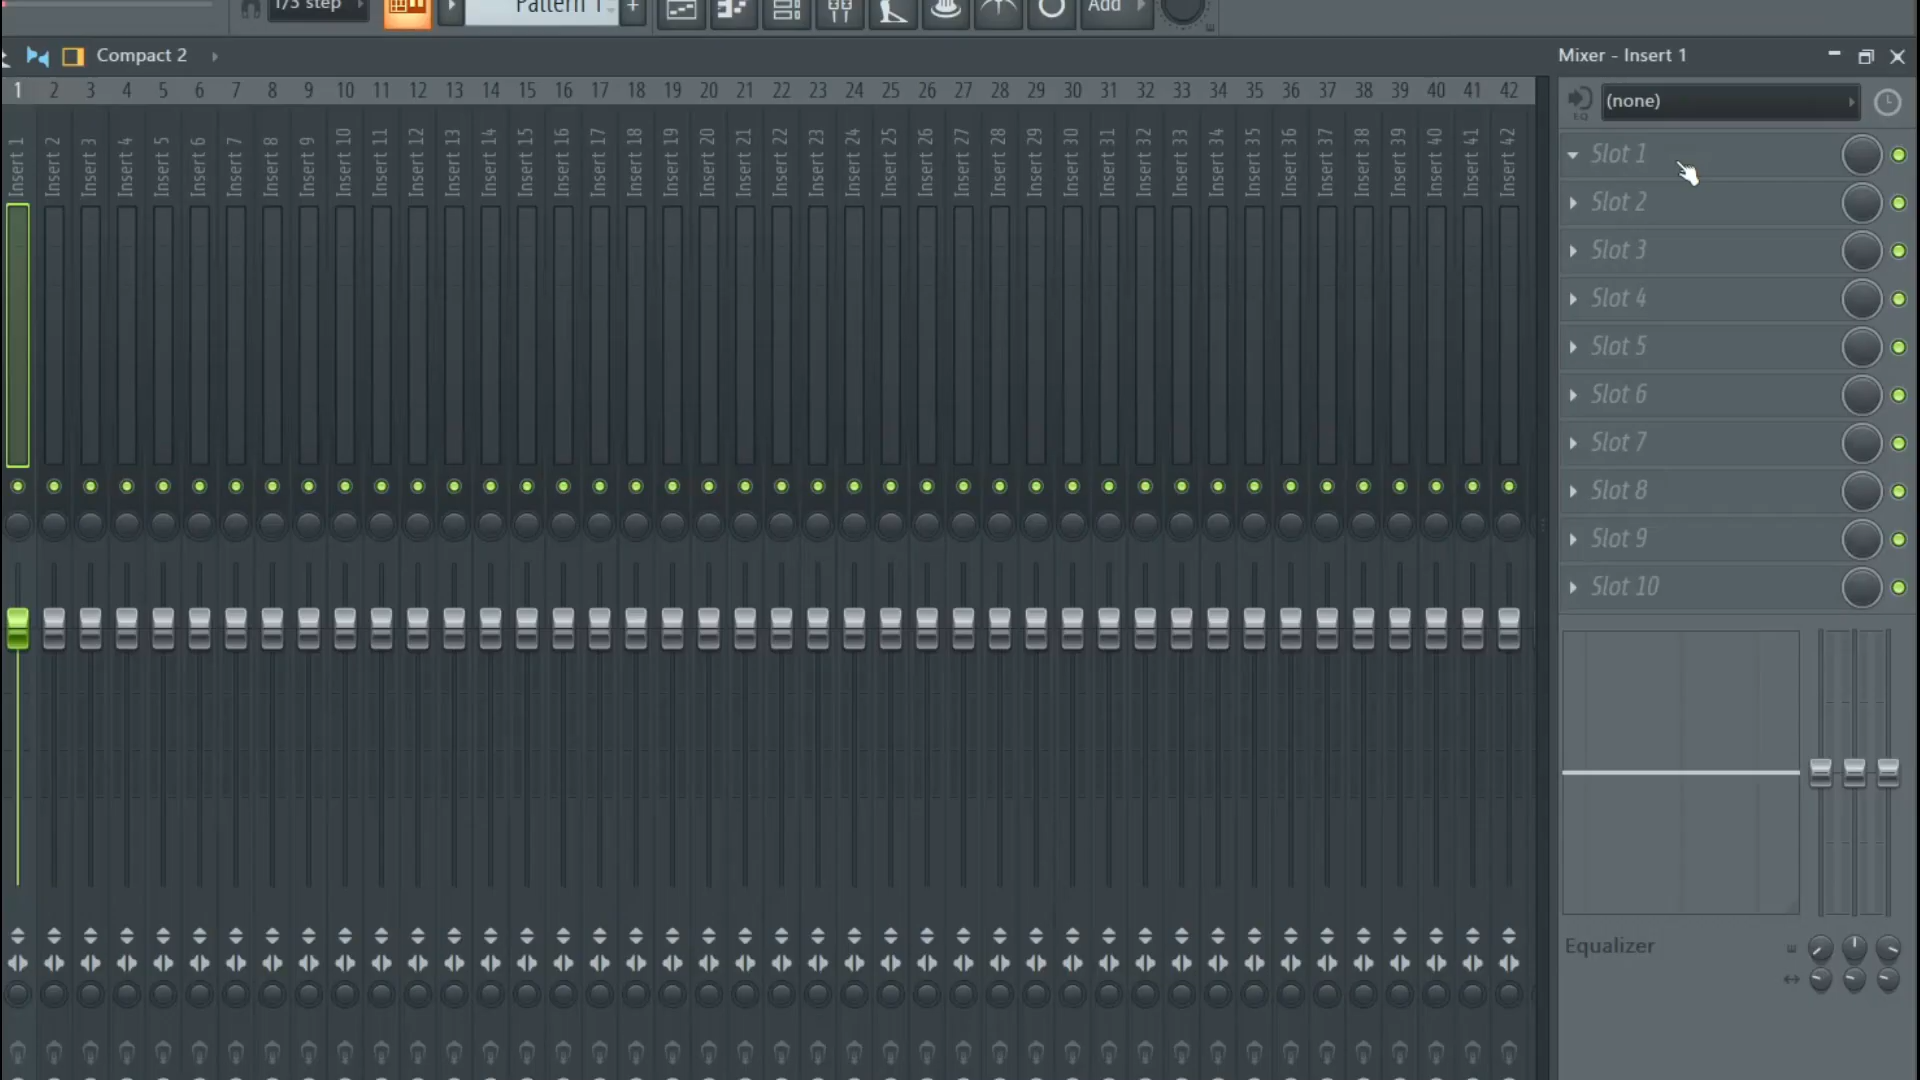 1/3 step
Pattern 1
+
Add
Compact 2
Mixer - Insert 1
1 2 3 4 5 6 7 8 9 10 11 12 13 14 15 16 17 18 19 20 21 22 23 24 25 26 27 28 29 30 31 32 33 34 35 36 37 38 39 40 41 42
EQ
(none)
Insert 1
Insert 2
Insert 3
Insert 4
Insert 5
Insert 6
Insert 7
Insert 8
Insert 9
Insert 10
Insert 11
Insert 12
Insert 13
Insert 14
Insert 15
Insert 16
Insert 17
Insert 18
Insert 19
Insert 20
Insert 21
Insert 22
Insert 23
Insert 24
Insert 25
Insert 26
Insert 27
Insert 28
Insert 29
Insert 30
Insert 31
Insert 32
Insert 33
Insert 34
Insert 35
Insert 36
Insert 37
Insert 38
Insert 39
Insert 40
Insert 41
Insert 42
Slot 1
Slot 2
Slot 3
Slot 4
Slot 5
Slot 6
Slot 7
Slot 8
Slot 9
Slot 10
Equalizer